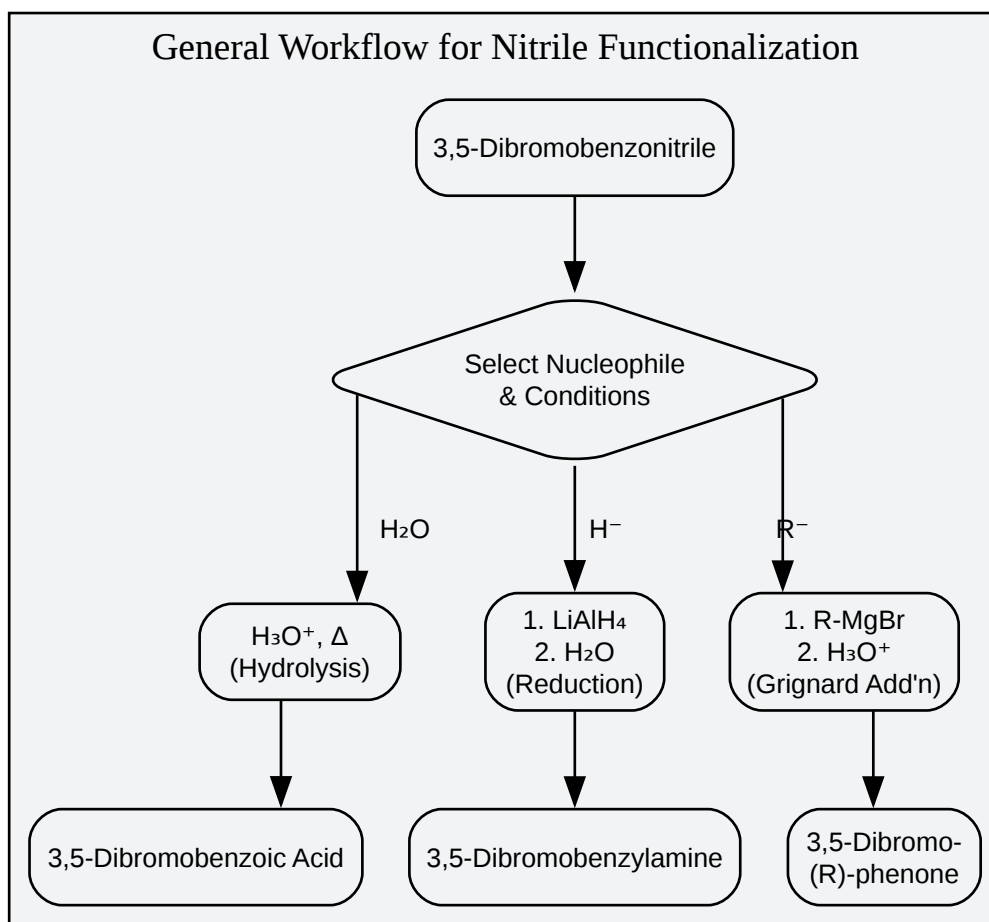 General Workflow for Nitrile Functionalization
3,5-Dibromobenzonitrile
Select Nucleophile
& Conditions
H₂O
H⁻
R⁻
H₃O⁺, Δ
(Hydrolysis)
1. LiAlH₄
2. H₂O
(Reduction)
1. R-MgBr
2. H₃O⁺
(Grignard Add'n)
3,5-Dibromobenzoic Acid
3,5-Dibromobenzylamine
3,5-Dibromo-
(R)-phenone